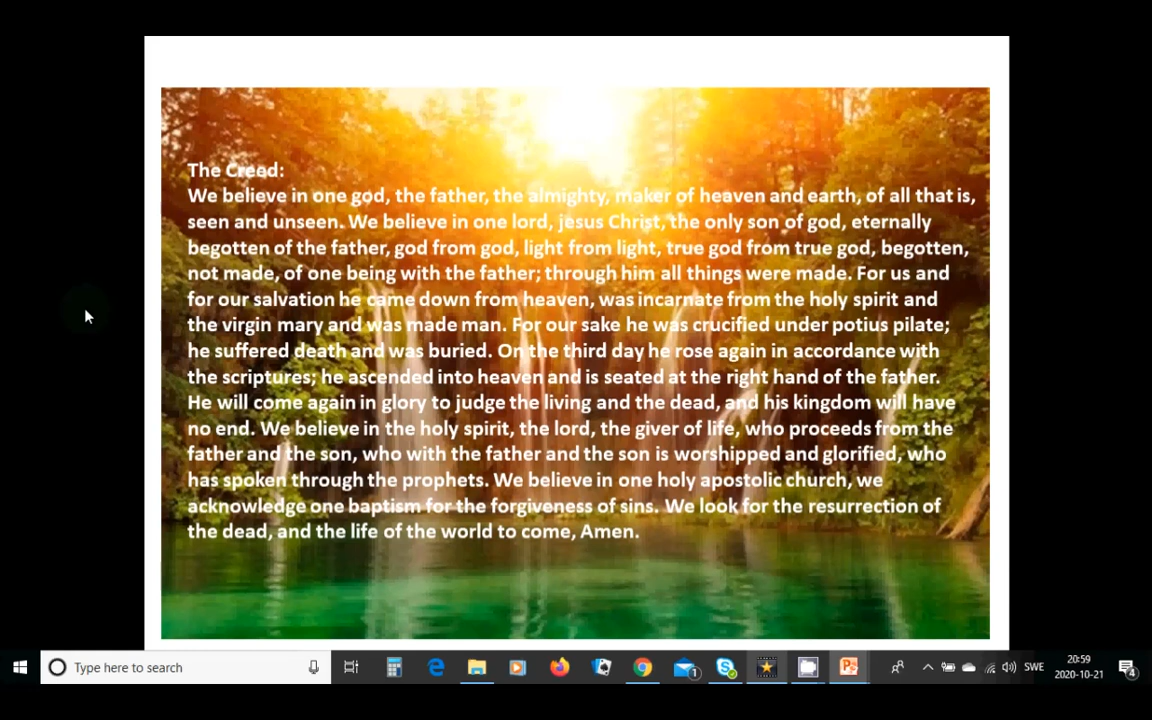 The Creed:
We believe in one god, the father, the almighty, maker of heaven and earth, of all that is,
seen and unseen. We believe in one lord, jesus Christ, the only son of god, eternally
begotten of the father, god from god, light from light, true god from true god, begotten,
not made, of one being with the father; through him all things were made. For us and
for our salvation he came down from heaven, was incarnate from the holy spirit and
the virgin mary and was made man. For our sake he was crucified under potius pilate;
he suffered death and was buried. On the third day he rose again in accordance with
the scriptures; he ascended into heaven and is seated at the right hand of the father.
He will come again in glory to judge the living and the dead, and his kingdom will have
no end. We believe in the holy spirit, the lord, the giver of life, who proceeds from the
father and the son, who with the father and the son is worshipped and glorified, who
has spoken through the prophets. We believe in one holy apostolic church, we
acknowledge one baptism for the forgiveness of sins. We look for the resurrection of
the dead, and the life of the world to come, Amen.
Type here to search
1
SWE
20:59
2020-10-21
4